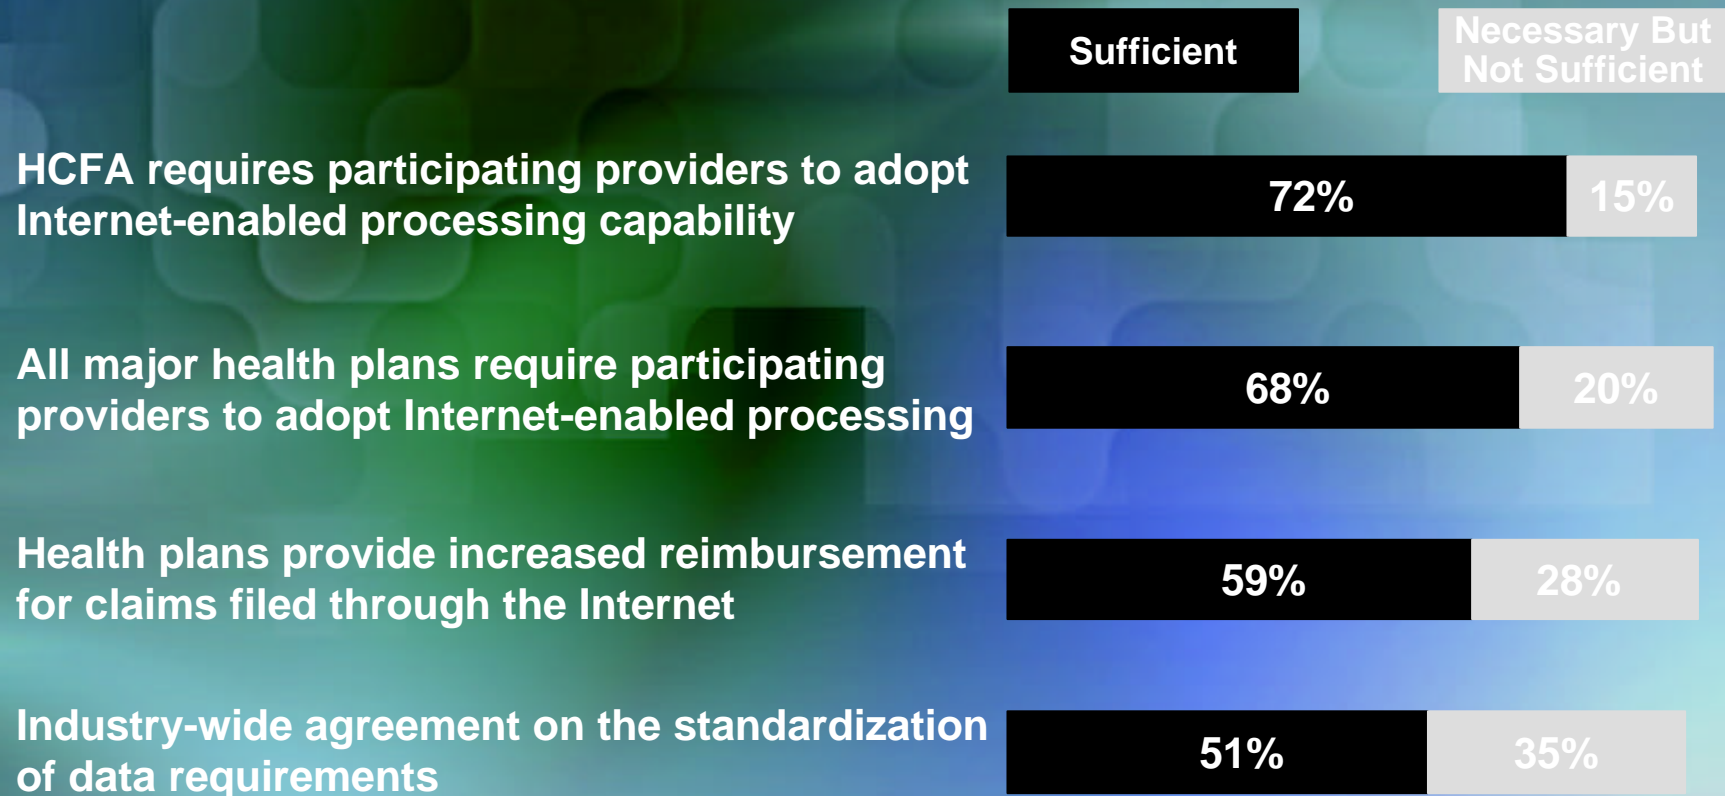 Sufficient
Necessary But
Not Sufficient
HCFA requires participating providers to adopt
Internet-enabled processing capability
72%
15%
All major health plans require participating
providers to adopt Internet-enabled processing
68%
20%
Health plans provide increased reimbursement
for claims filed through the Internet
59%
28%
Industry-wide agreement on the standardization
of data requirements
51%
35%